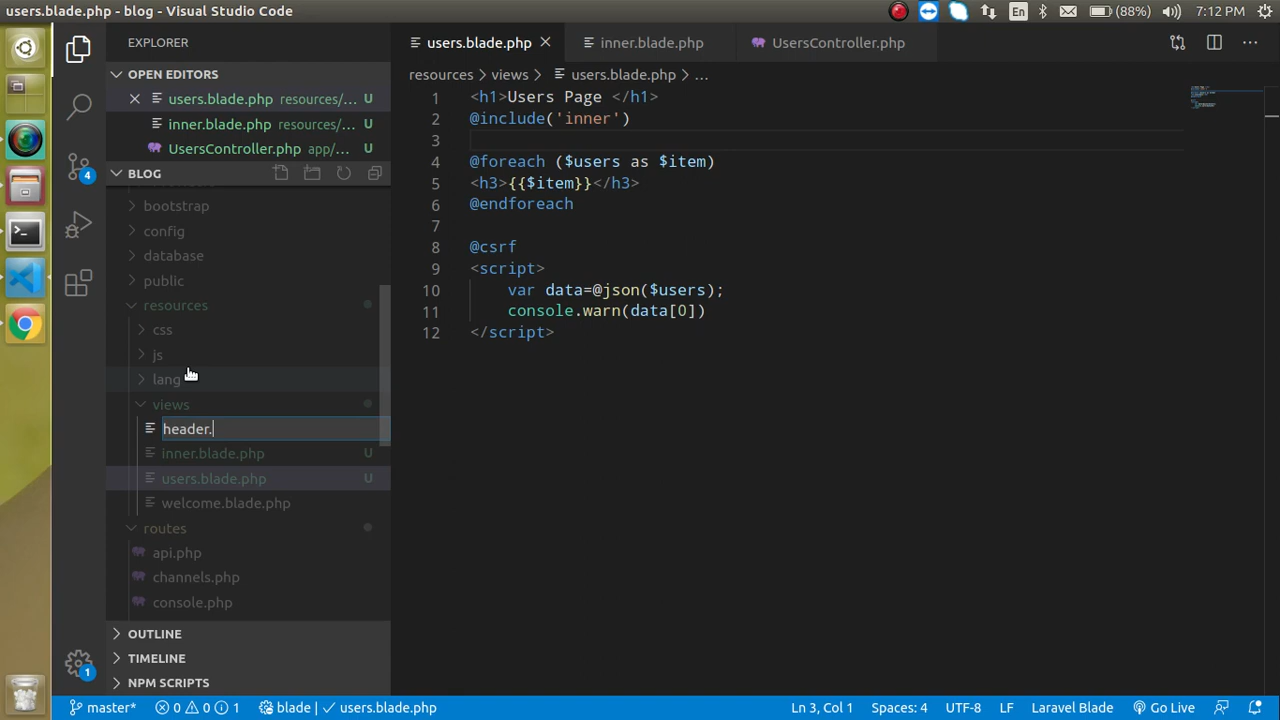 users.blade.php - blog - Visual Studio Code
En
(88%)
7:12 PM
EXPLORER
OPEN EDITORS
users.blade.php resources/... U
inner.blade.php resources/... U
UsersController.php app/... U
BLOG
bootstrap
config
database
public
resources
css
js
lang
views
header.
inner.blade.php U
users.blade.php U
welcome.blade.php
routes
api.php
channels.php
console.php
OUTLINE
TIMELINE
NPM SCRIPTS
4
1
users.blade.php
inner.blade.php
UsersController.php
resources > views > users.blade.php > ...
1 <h1>Users Page </h1>
2 @include('inner')
3
4 @foreach ($users as $item)
5 <h3>{{$item}}</h3>
6 @endforeach
7
8 @csrf
9 <script>
10 var data=@json($users);
11 console.warn(data[0])
12 </script>
master* 0 0 1 blade | ✓ users.blade.php Ln 3, Col 1 Spaces: 4 UTF-8 LF Laravel Blade Go Live